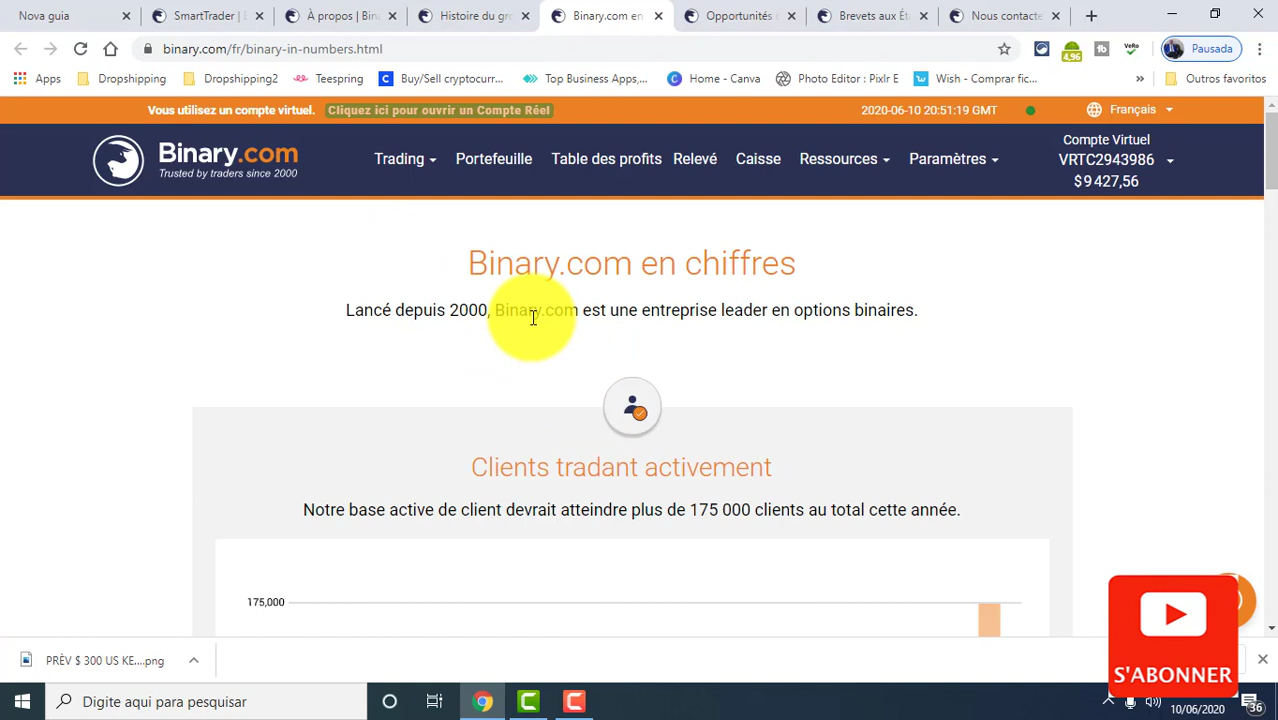 Nova guia
SmartTrader |
À propos | Bin
Histoire du gro
Binary.com en
Opportunités
Brevets aux Ét
Nous contacte
binary.com/fr/binary-in-numbers.html
4,96
tb
VeRo
Pausada
Apps
Dropshipping
Dropshipping2
Teespring
Buy/Sell cryptocurr...
Top Business Apps,...
Home - Canva
Photo Editor : Pixlr E
Wish - Comprar fic...
»
Outros favoritos
Vous utilisez un compte virtuel. Cliquez ici pour ouvrir un Compte Réel
2020-06-10 20:51:19 GMT
Français
Binary.com
Trusted by traders since 2000
Trading
Portefeuille
Table des profits
Relevé
Caisse
Ressources
Paramètres
Compte Virtuel
VRTC2943986
$ 9 427,56
Binary.com en chiffres
Lancé depuis 2000, Binary.com est une entreprise leader en options binaires.
Clients tradant activement
Notre base active de client devrait atteindre plus de 175 000 clients au total cette année.
175,000
S'ABONNER
PRÈV $ 300 US KE....png
Digite aqui para pesquisar
10/06/2020
36